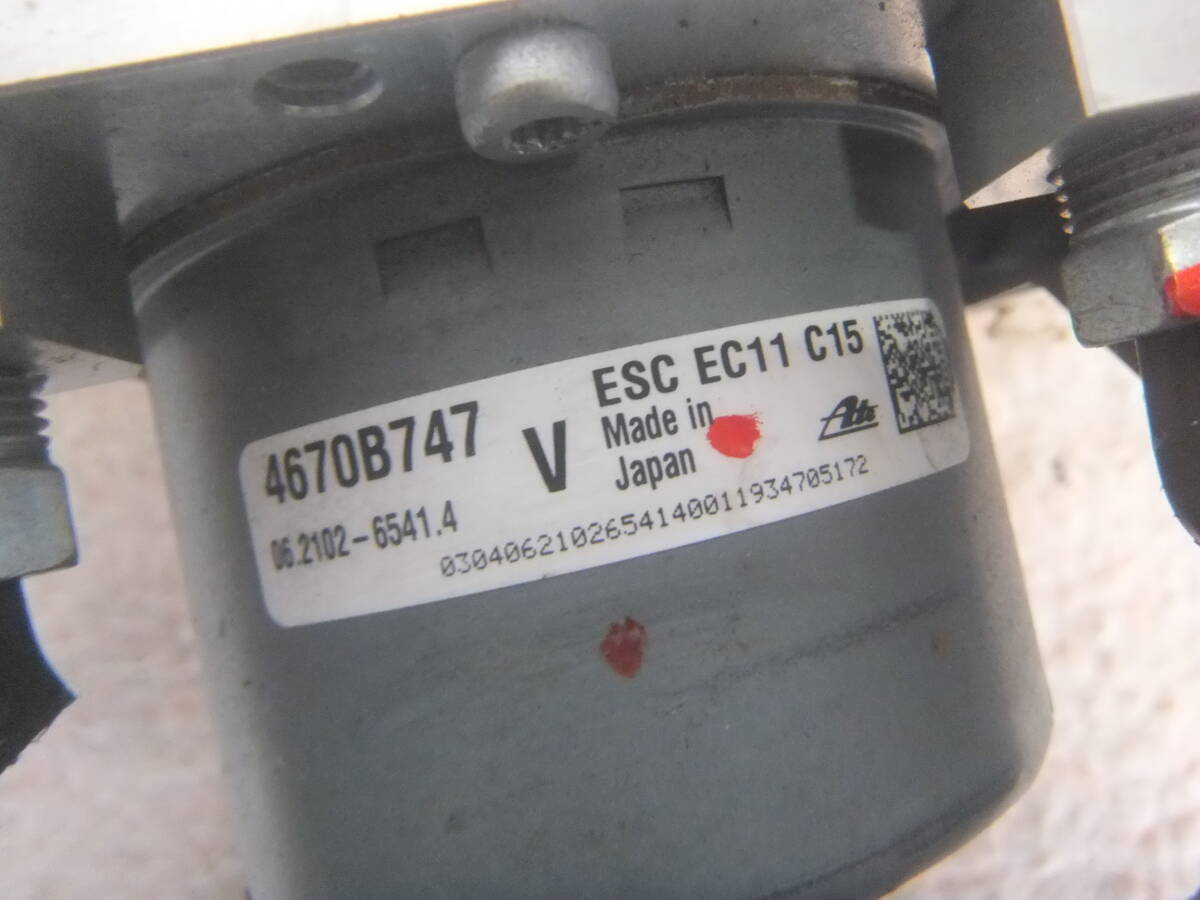 4670B747
V
ESC EC11 C15
Made in
Japan
Ate
06.2102-6541.4
0304062102654140011934705172